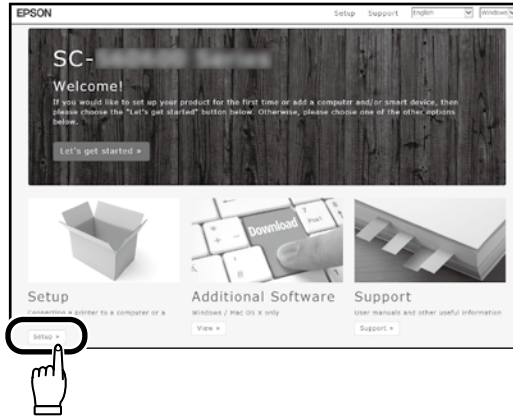 EPSON
Setup Support English Windows
SC-
Welcome!
If you would like to set up your product for the first time or add a computer and/or smart device, then
please choose the "Let's get started" button below. Otherwise, please choose one of the other options
below.
Let's get started »
Download
Setup
Additional Software
Support
Connecting a printer to a computer or a
Windows / Mac OS X only
User manuals and other useful information
Setup »
View »
Support »